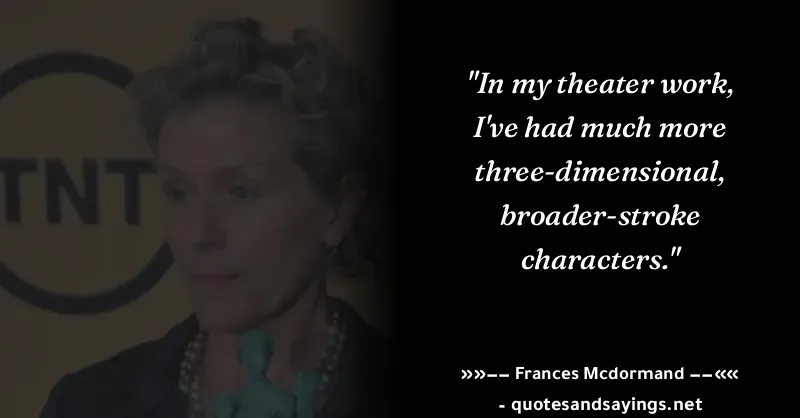 TNT
"In my theater work,
I've had much more
three-dimensional,
broader-stroke
characters."
»»−− Frances Mcdormand −−««
- quotesandsayings.net